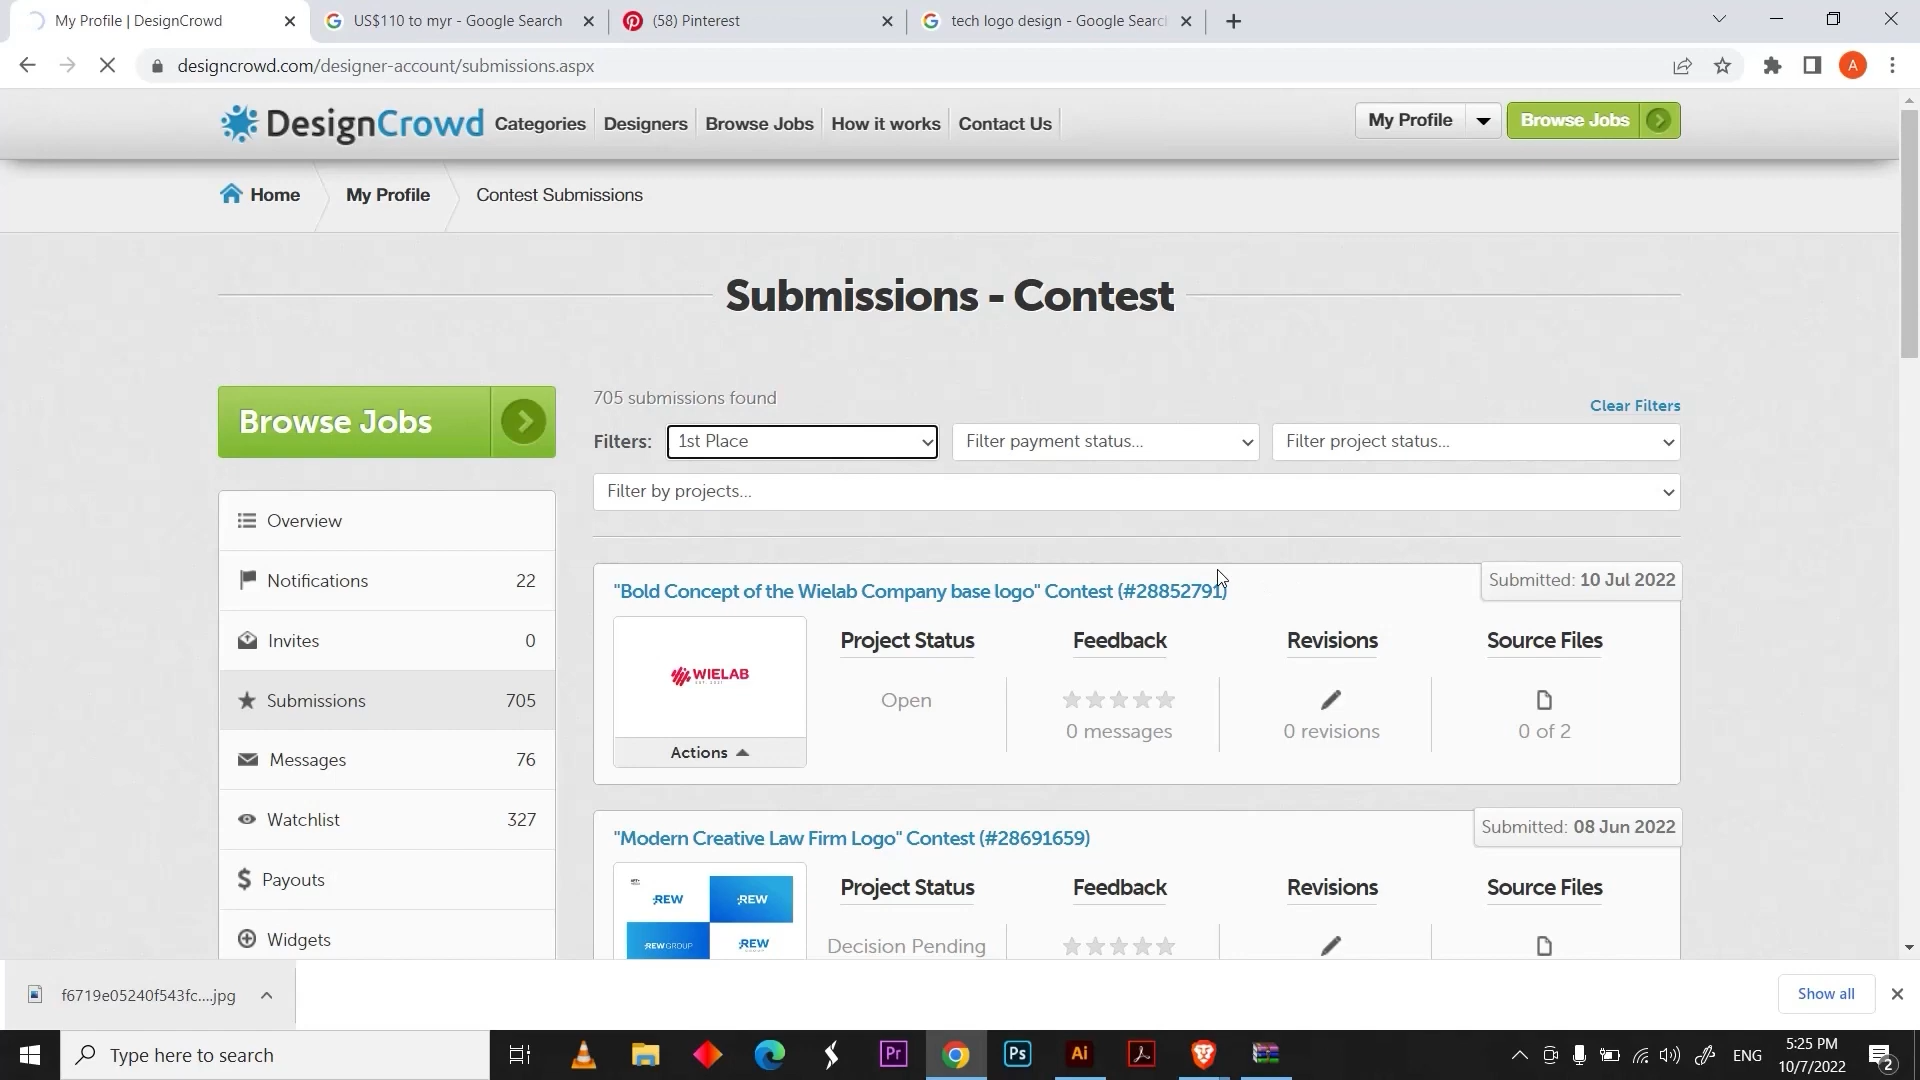 My Profile | DesignCrowd
US$110 to myr - Google Search
(58) Pinterest
tech logo design - Google Searc
designcrowd.com/designer-account/submissions.aspx
A
DesignCrowd
Categories
Designers
Browse Jobs
How it works
Contact Us
My Profile
Browse Jobs
Home
My Profile
Contest Submissions
Submissions - Contest
Browse Jobs
705 submissions found
Clear Filters
Filters:
1st Place
Filter payment status...
Filter project status...
Filter by projects...
Overview
Notifications 22
Invites 0
Submissions 705
Messages 76
Watchlist 327
Payouts
Widgets
"Bold Concept of the Wielab Company base logo" Contest (#28852791)
Submitted: 10 Jul 2022
WIELAB
Actions
Project Status
Open
Feedback
0 messages
Revisions
0 revisions
Source Files
0 of 2
"Modern Creative Law Firm Logo" Contest (#28691659)
Submitted: 08 Jun 2022
REW
REW
REWGROUP
REW
Project Status
Decision Pending
Feedback
Revisions
Source Files
f6719e05240f543fc....jpg
Show all
Type here to search
Pr
Ps
Ai
ENG
5:25 PM
10/7/2022
2